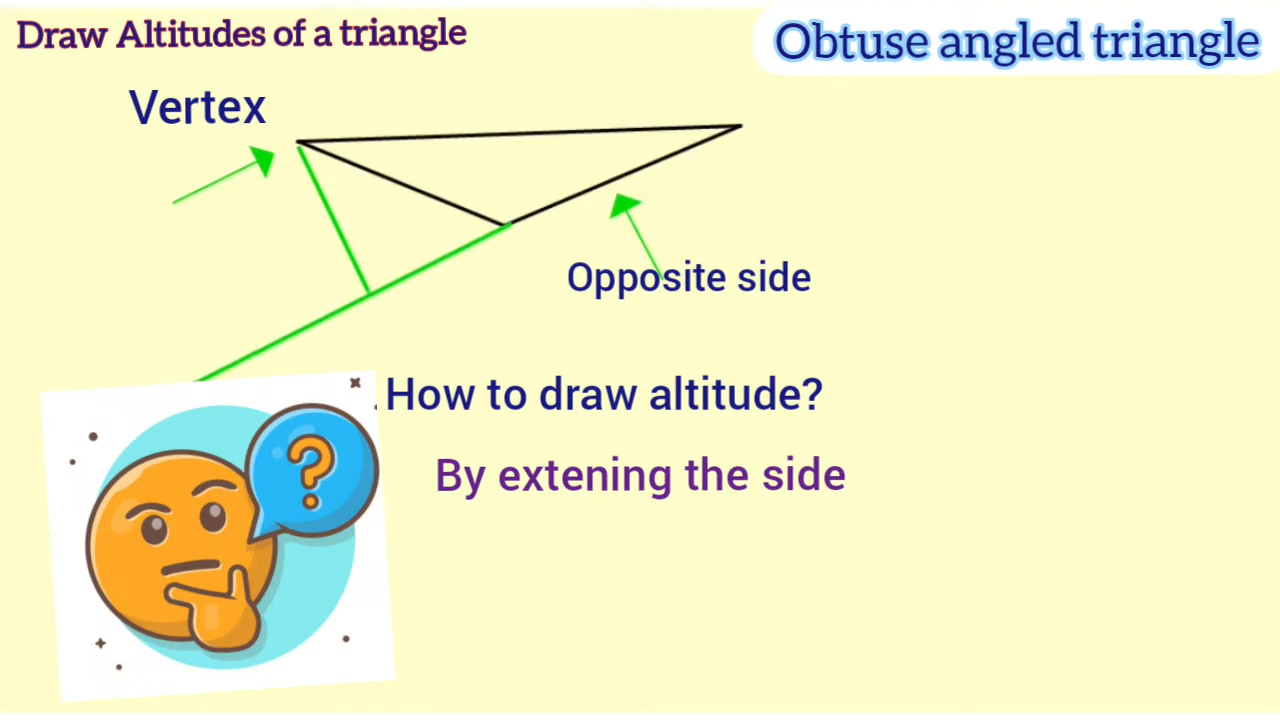 Draw Altitudes of a triangle
Obtuse angled triangle
Vertex
Opposite side
How to draw altitude?
By extening the side
?